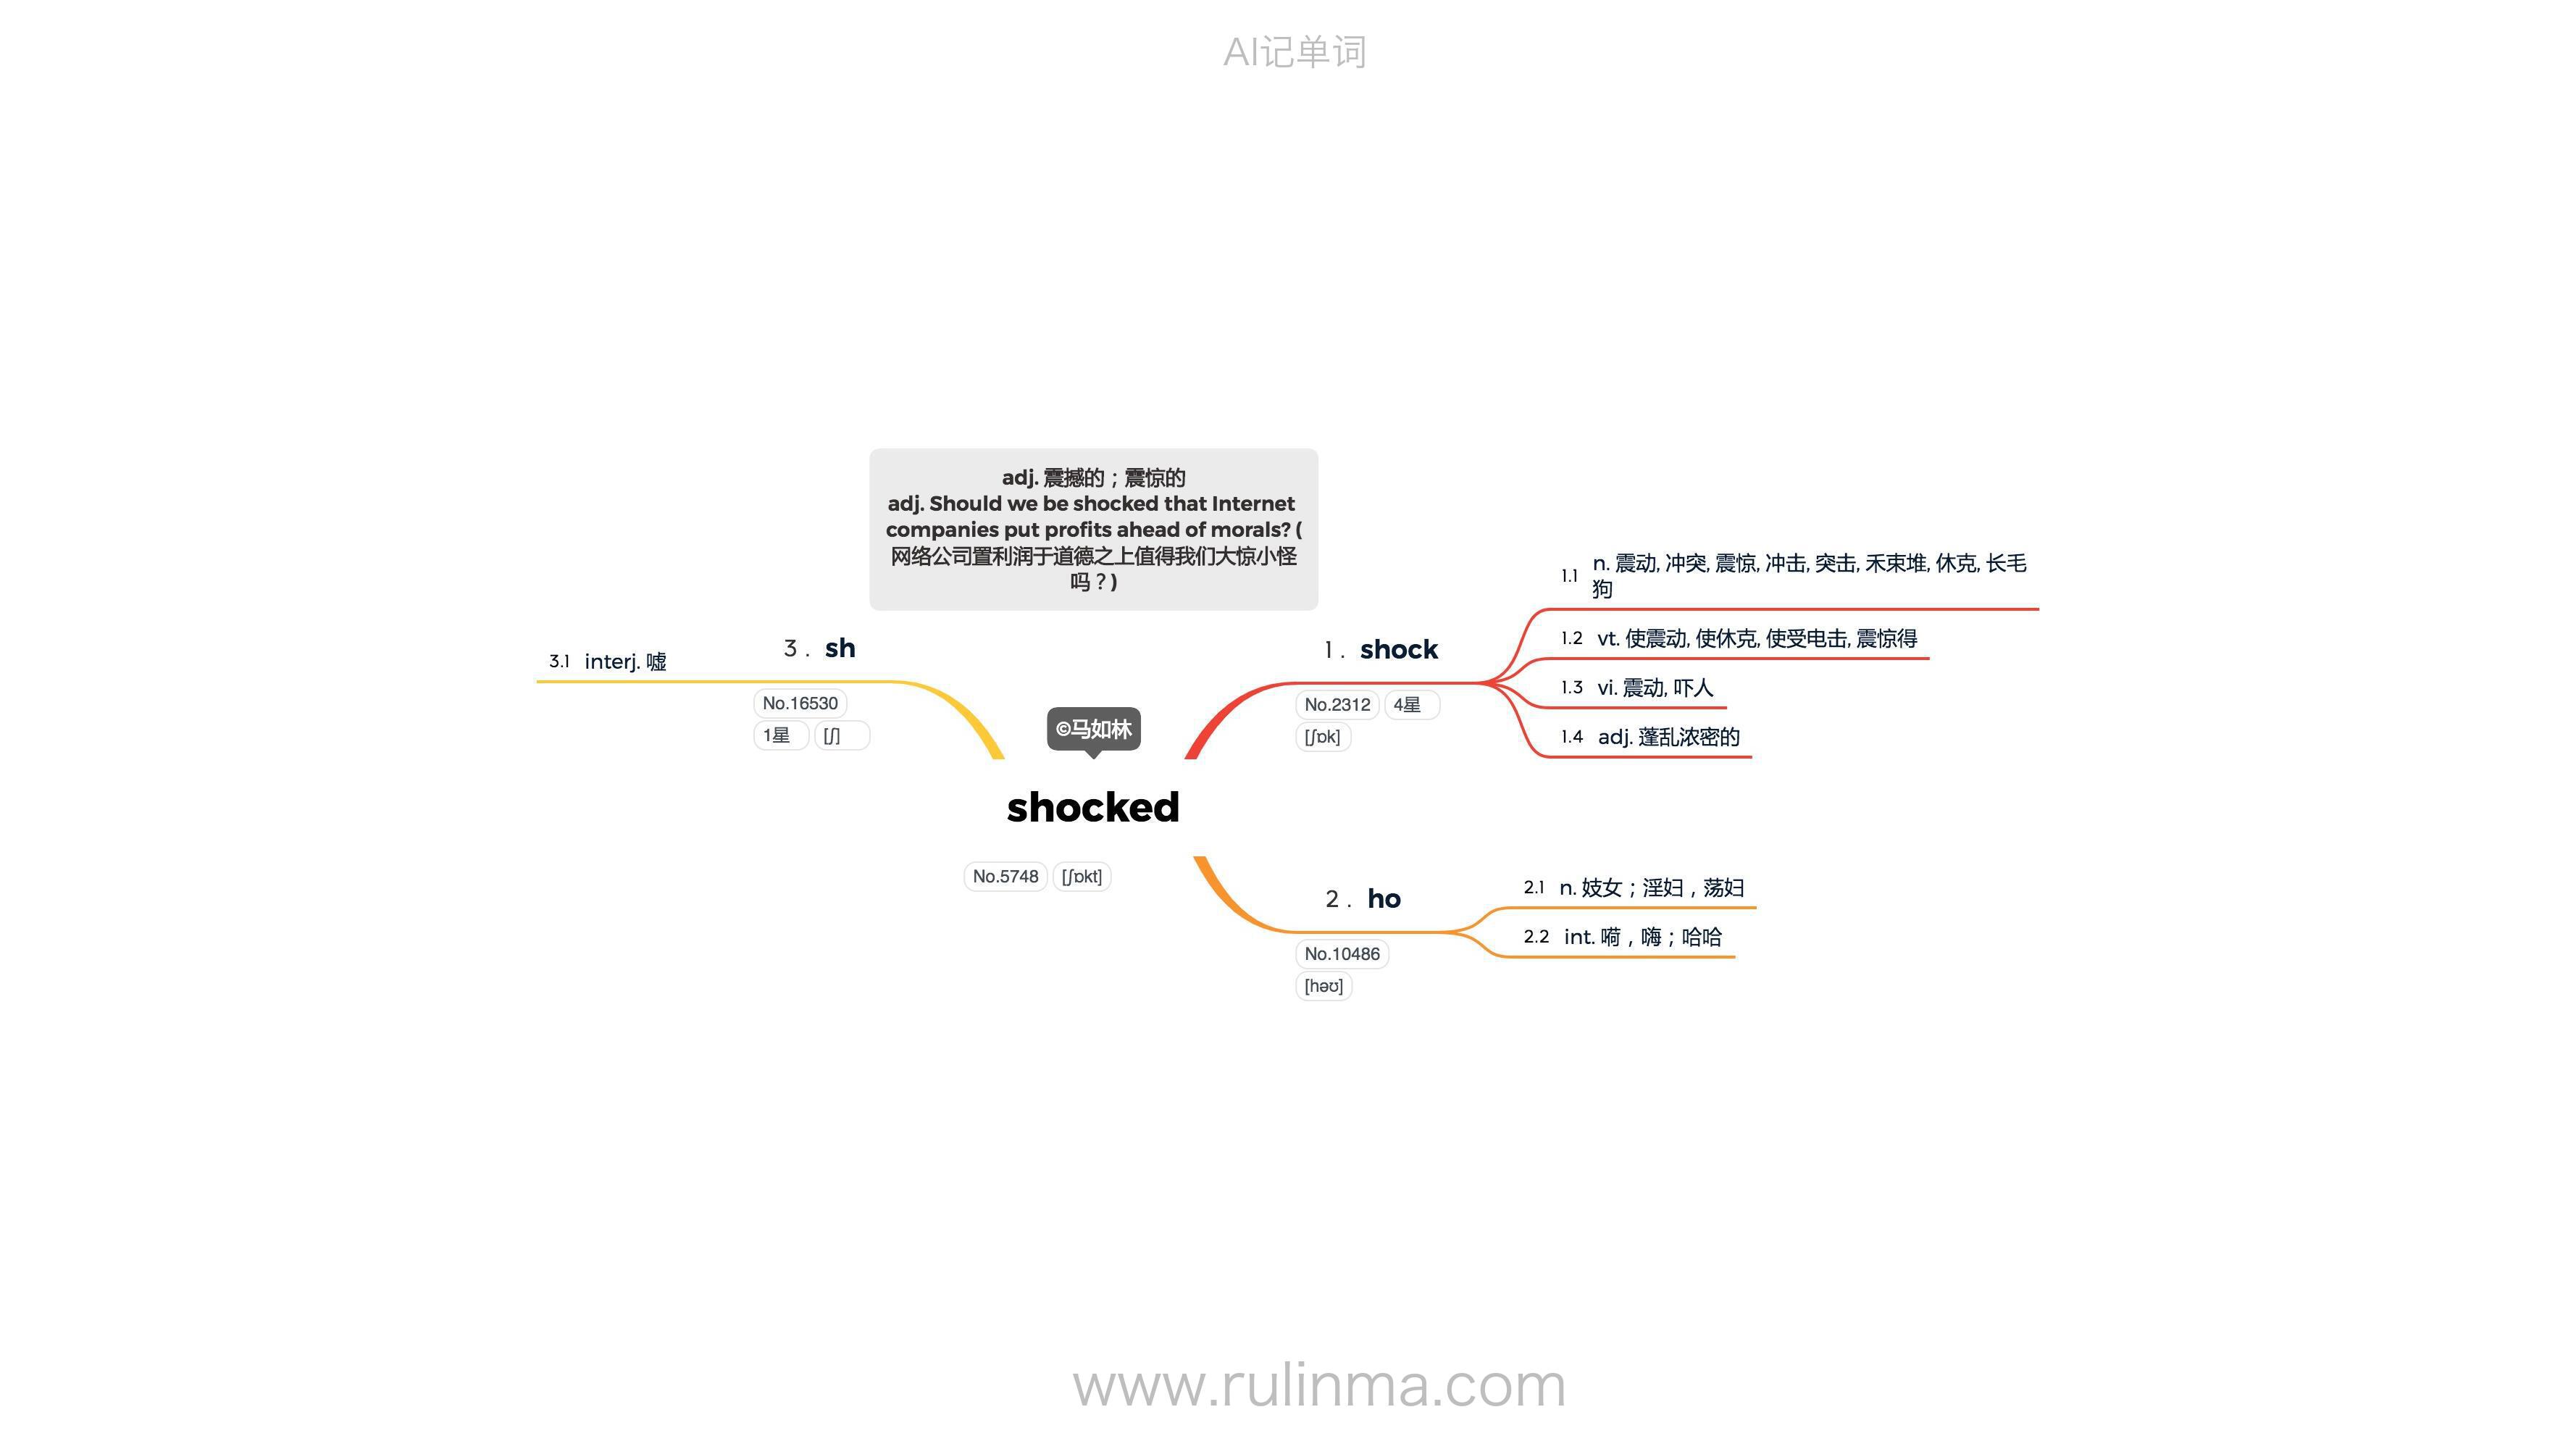 AI记单词
adj. 震撼的；震惊的
adj. Should we be shocked that Internet
companies put profits ahead of morals? (
网络公司置利润于道德之上值得我们大惊小怪
吗？)
©马如林
shocked
No.5748 [ʃɒkt]
1. shock
No.2312 4星
[ʃɒk]
1.1 n. 震动, 冲突, 震惊, 冲击, 突击, 禾束堆, 休克, 长毛
狗
1.2 vt. 使震动, 使休克, 使受电击, 震惊得
1.3 vi. 震动, 吓人
1.4 adj. 蓬乱浓密的
2. ho
No.10486
[həʊ]
2.1 n. 妓女；淫妇，荡妇
2.2 int. 嗬，嗨；哈哈
3. sh
No.16530
1星 [ʃ]
3.1 interj. 嘘
www.rulinma.com